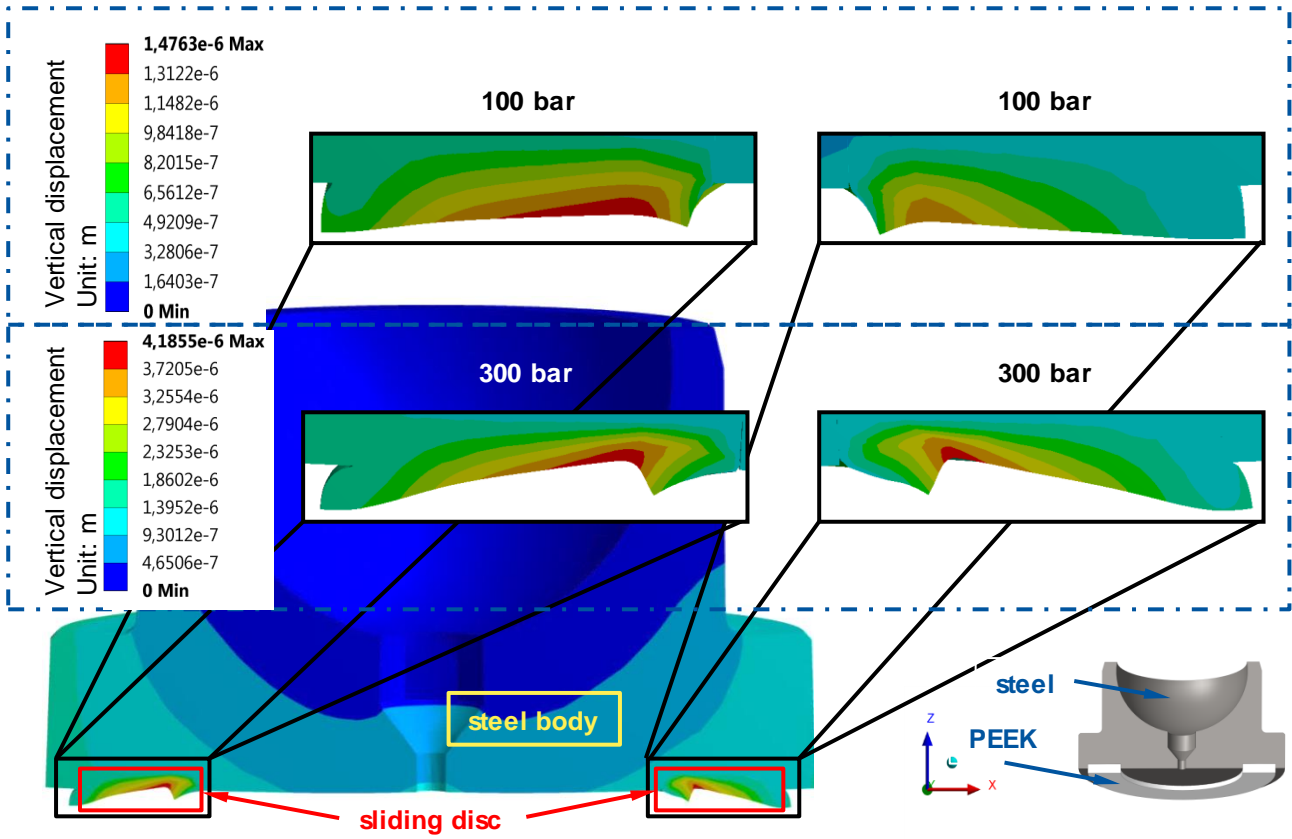 Vertical displacement
Unit: m
1,4763e-6 Max
1,3122e-6
1,1482e-6
9,8418e-7
8,2015e-7
6,5612e-7
4,9209e-7
3,2806e-7
1,6403e-7
0 Min
100 bar
100 bar
Vertical displacement
Unit: m
4,1855e-6 Max
3,7205e-6
3,2554e-6
2,7904e-6
2,3253e-6
1,8602e-6
1,3952e-6
9,3012e-7
4,6506e-7
0 Min
300 bar
300 bar
steel body
sliding disc
steel
PEEK
Z
Y
X